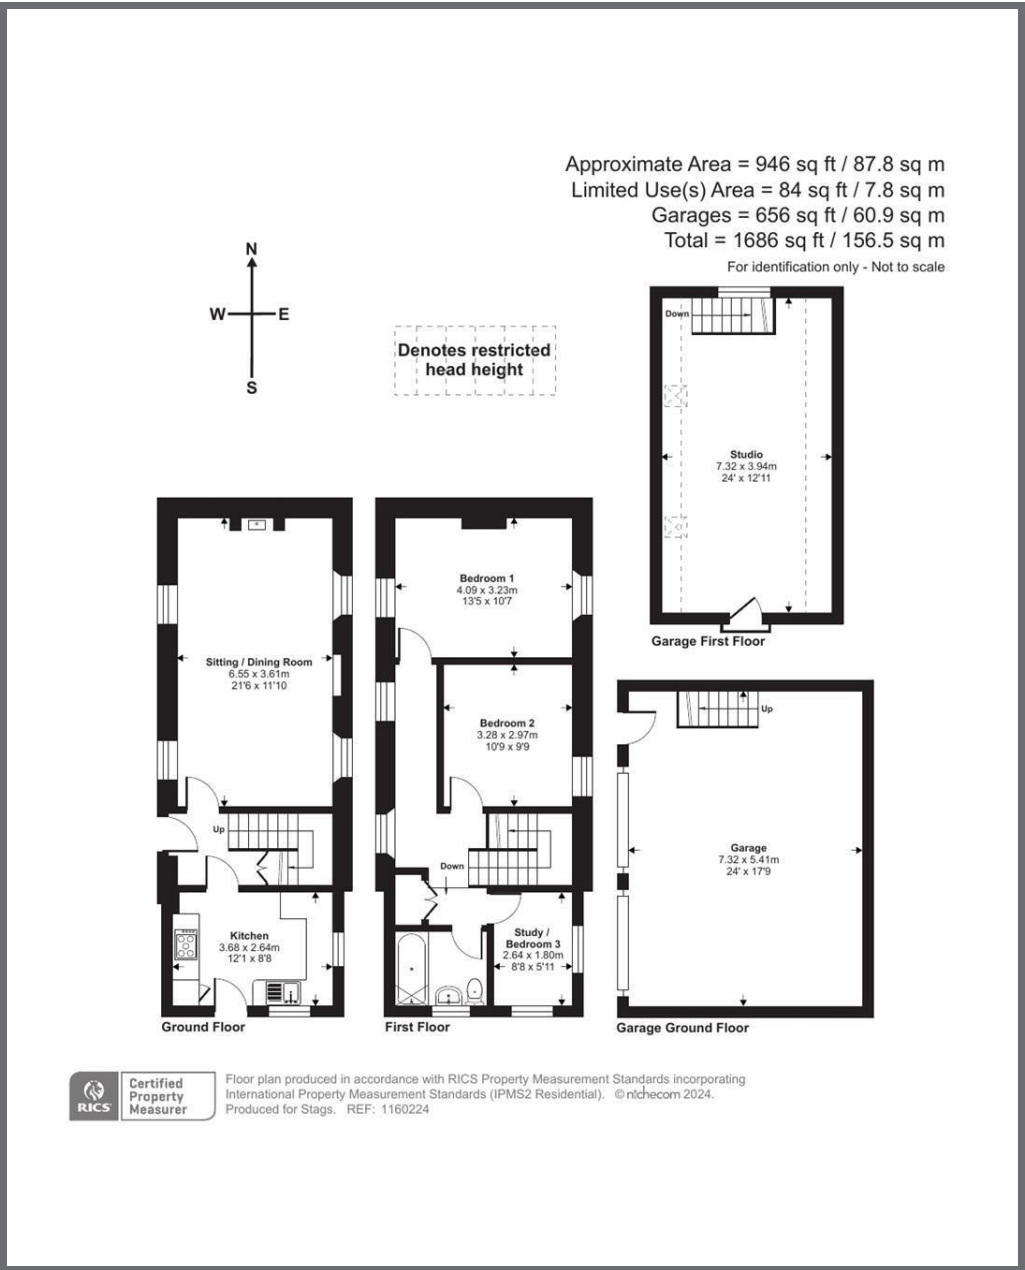 Approximate Area = 946 sq ft / 87.8 sq m
Limited Use(s) Area = 84 sq ft / 7.8 sq m
Garages = 656 sq ft / 60.9 sq m
Total = 1686 sq ft / 156.5 sq m
For identification only - Not to scale
N
W
E
S
Denotes restricted
head height
Down
Studio
7.32 x 3.94m
24' x 12'11
Garage First Floor
Sitting / Dining Room
6.55 x 3.61m
21'6 x 11'10
Up
Kitchen
3.68 x 2.64m
12'1 x 8'8
Ground Floor
Bedroom 1
4.09 x 3.23m
13'5 x 10'7
Bedroom 2
3.28 x 2.97m
10'9 x 9'9
Down
Study /
Bedroom 3
2.64 x 1.80m
8'8 x 5'11
First Floor
Up
Garage
7.32 x 5.41m
24' x 17'9
Garage Ground Floor
RICS
Certified
Property
Measurer
Floor plan produced in accordance with RICS Property Measurement Standards incorporating
International Property Measurement Standards (IPMS2 Residential). © nichecom 2024.
Produced for Stags. REF: 1160224